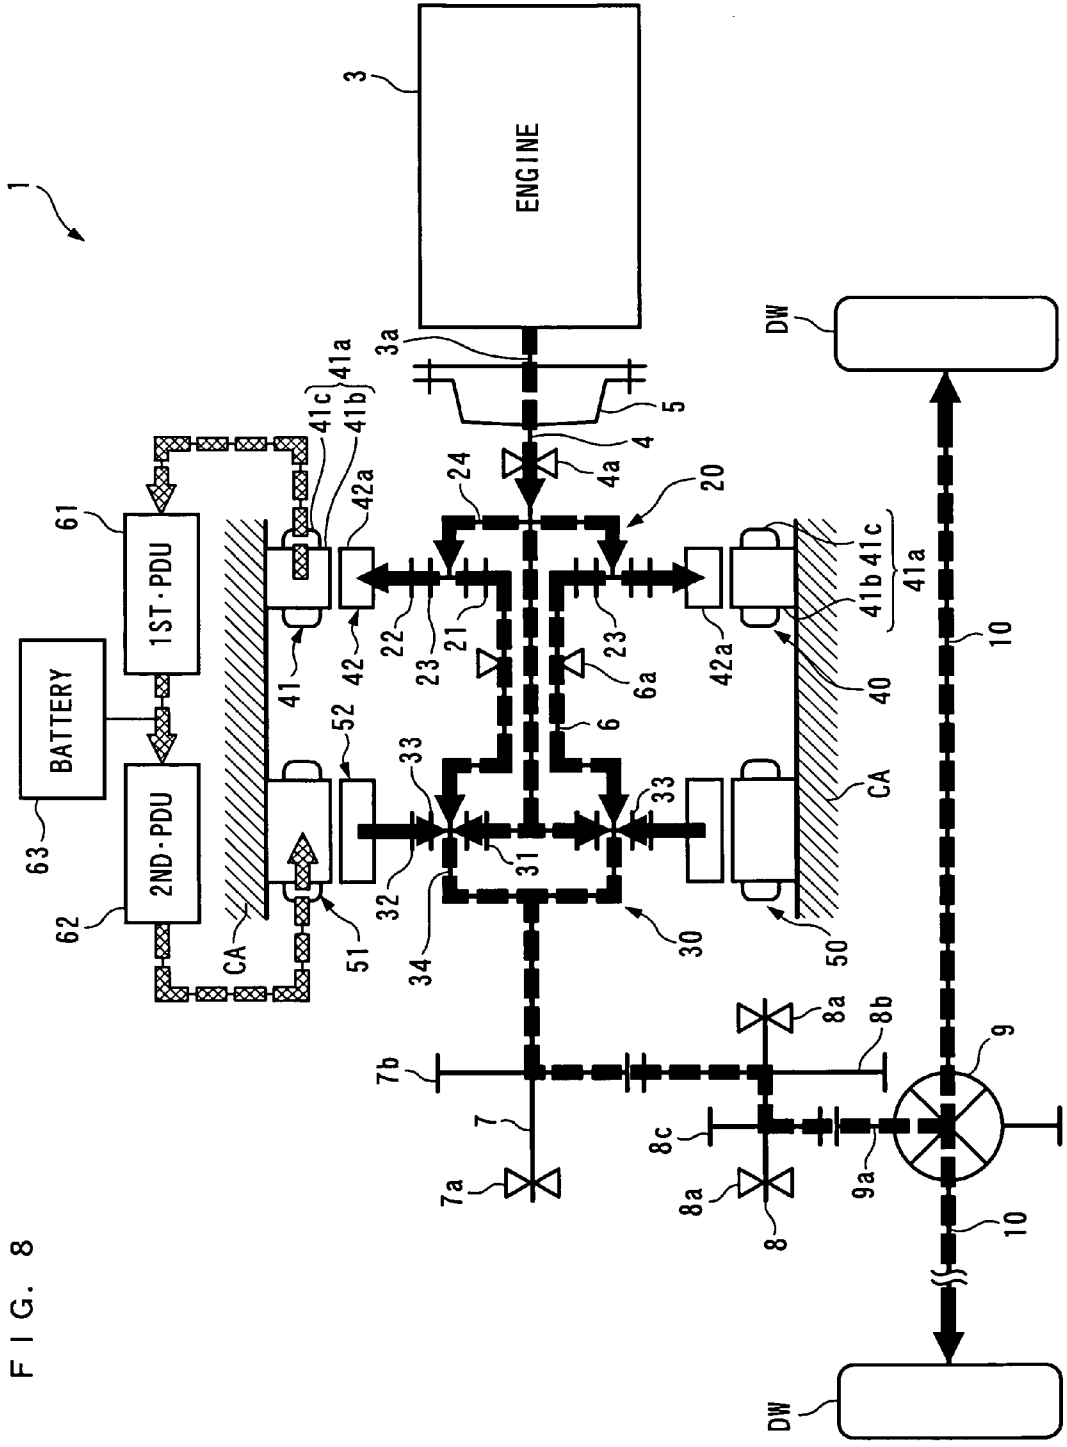 FIG. 8
1
BATTERY
63
1ST·PDU
61
2ND·PDU
62
CA
51
41
41c
41b
41a
42
42a
52
22
23
21
24
32
33
31
34
6
6a
23
33
20
30
3
ENGINE
3a
5
4
4a
42a
40
41b
41c
41a
50
CA
7
7a
7b
8
8a
8a
8b
8c
9
9a
10
10
DW
DW